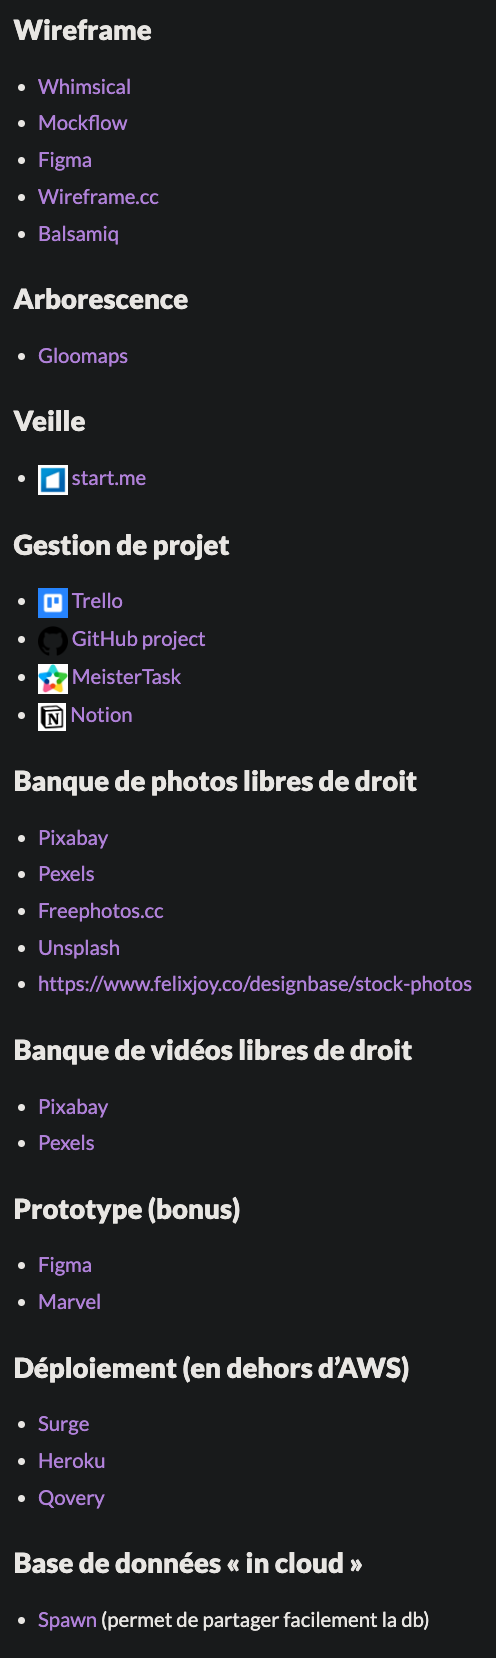 Wireframe
Whimsical
Mockflow
Figma
Wireframe.cc
Balsamiq
Arborescence
Gloomaps
Veille
start.me
Gestion de projet
Trello
GitHub project
MeisterTask
N Notion
Banque de photos libres de droit
Pixabay
Pexels
Freephotos.cc
Unsplash
https://www.felixjoy.co/designbase/stock-photos
Banque de vidéos libres de droit
Pixabay
Pexels
Prototype (bonus)
Figma
Marvel
Déploiement (en dehors d’AWS)
Surge
Heroku
Qovery
Base de données « in cloud »
Spawn (permet de partager facilement la db)